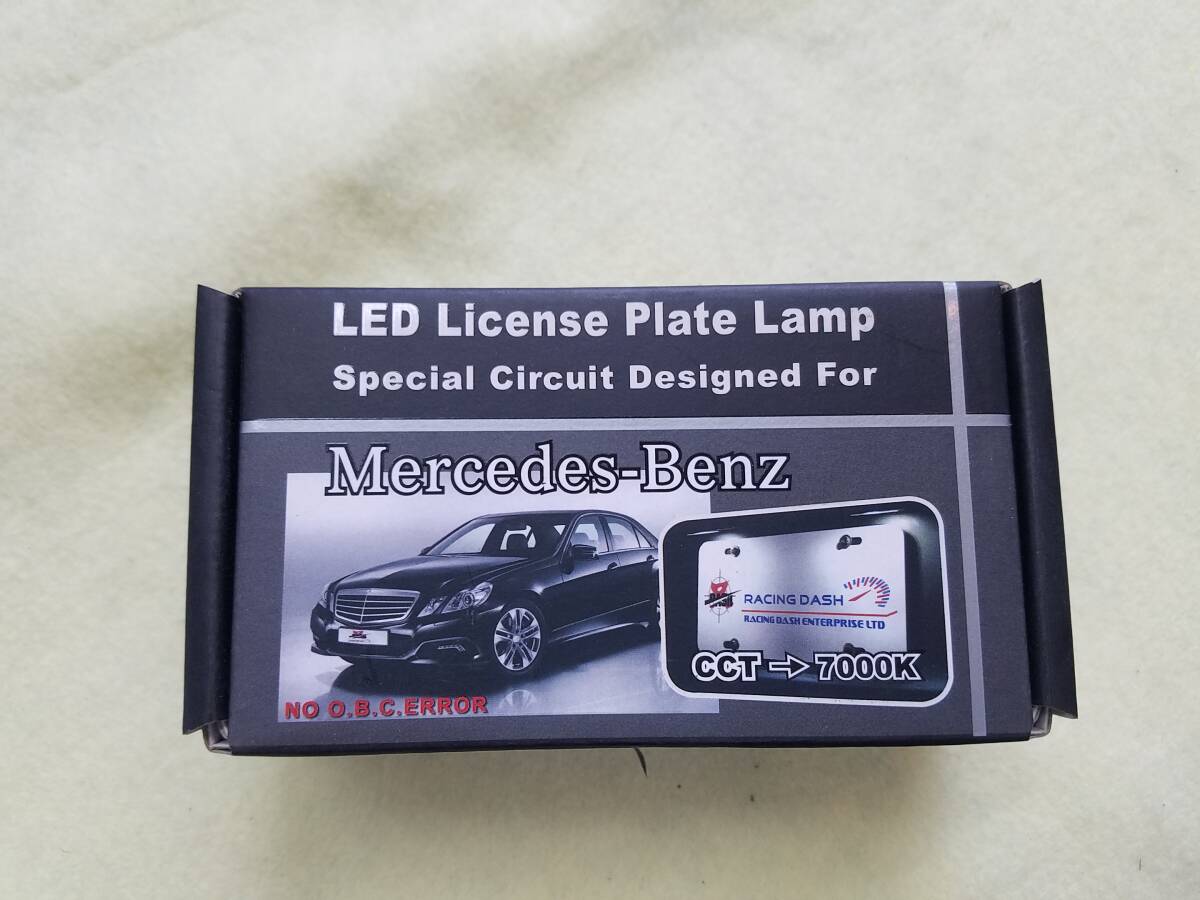 LED License Plate Lamp
Special Circuit Designed For
Mercedes-Benz
RACING DASH
RACING DASH ENTERPRISE LTD
CCT → 7000K
NO O.B.C.ERROR